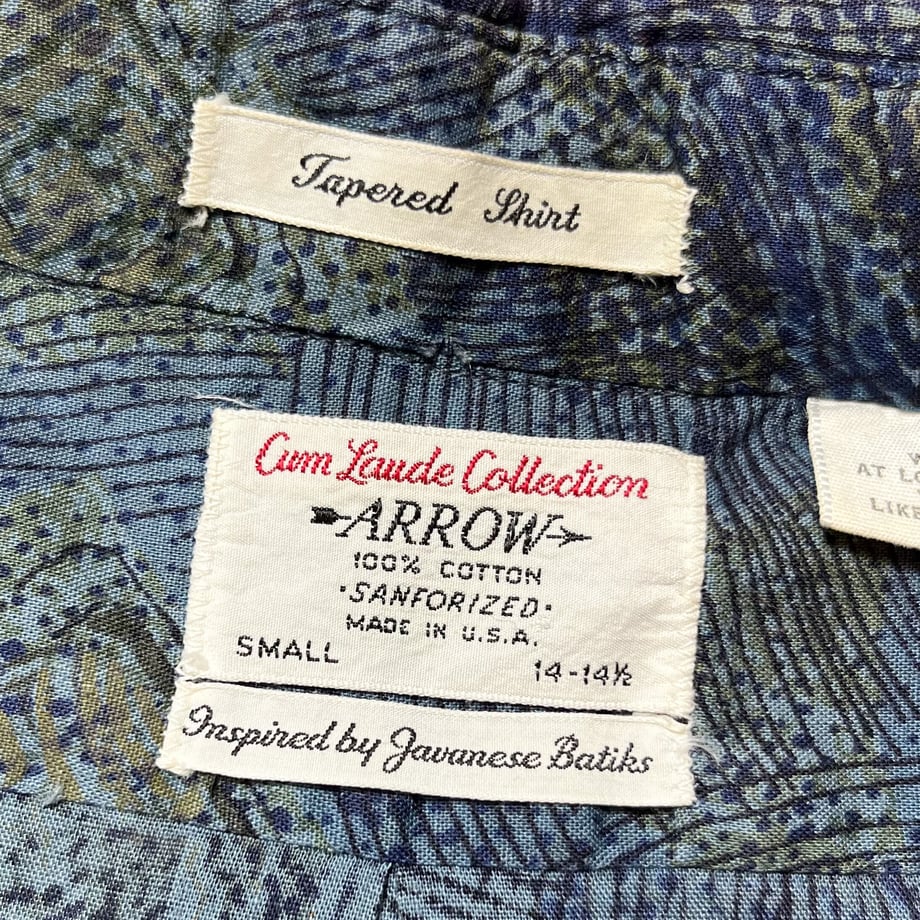 Tapered Shirt
Cum Laude Collection
ARROW
100% COTTON
·SANFORIZED·
MADE IN U.S.A.
SMALL 14-14½
Inspired by Javanese Batiks
AT
LIKE